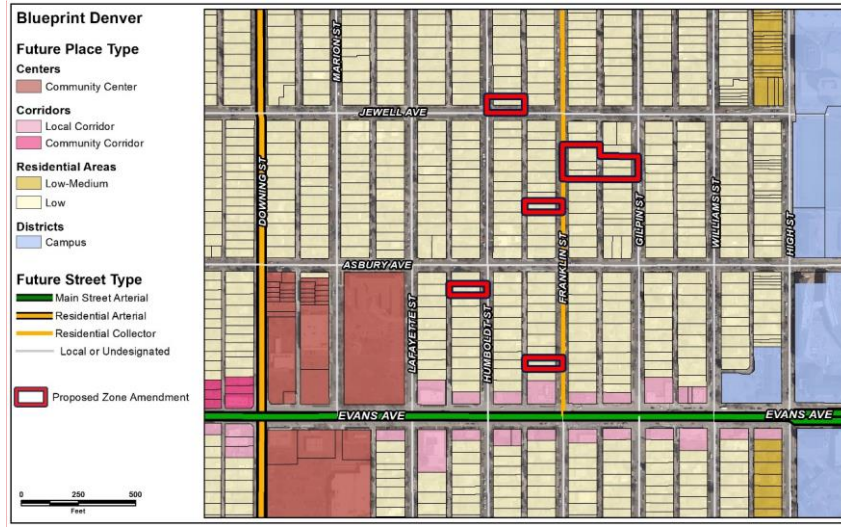 Blueprint Denver
Future Place Type
Centers
Community Center
Corridors
Local Corridor
Community Corridor
Residential Areas
Low-Medium
Low
Districts
Campus
Future Street Type
Main Street Arterial
Residential Arterial
Residential Collector
Local or Undesignated
Proposed Zone Amendment
0 250 500
Feet
MARION ST
JEWELL AVE
DOWNING ST
GILPIN ST
WILLIAMS ST
HIGH ST
FRANKLIN ST
ASBURY AVE
LAFAYETTE ST
HUMBOLDT ST
EVANS AVE
EVANS AVE